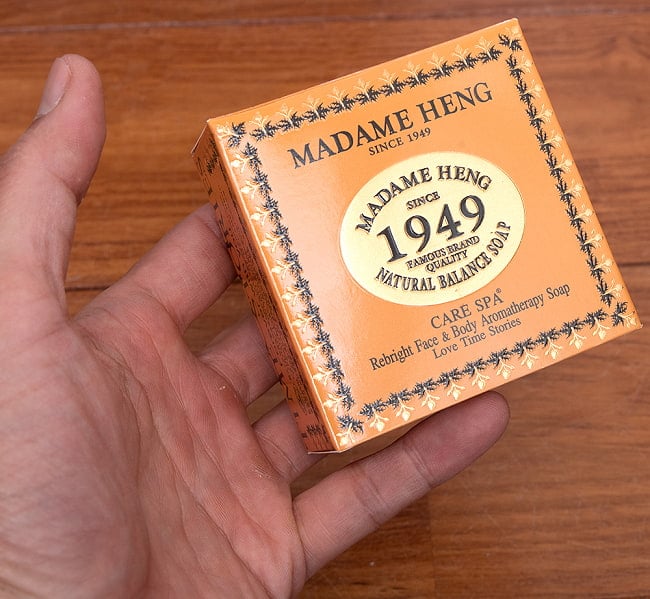 MADAME HENG
SINCE 1949
MADAME HENG
SINCE
1949
FAMOUS BRAND
QUALITY
NATURAL BALANCE SOAP
CARE SPA®
Rebright Face & Body Aromatherapy Soap
Love Time Stories